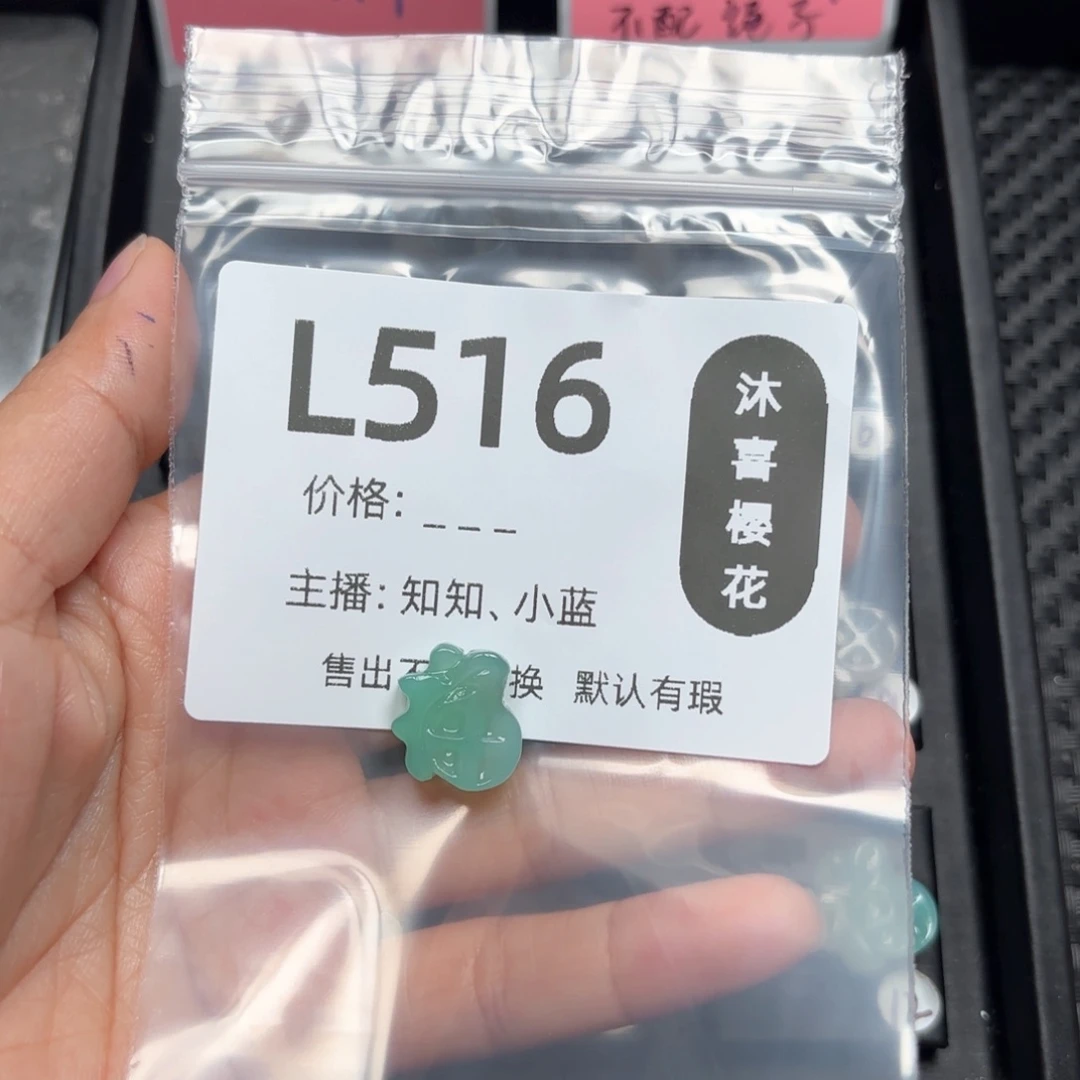 不配 绳子
L516
价格: _ _ _
主播: 知知、小蓝
售出不 换 默认有瑕
沐喜樱花